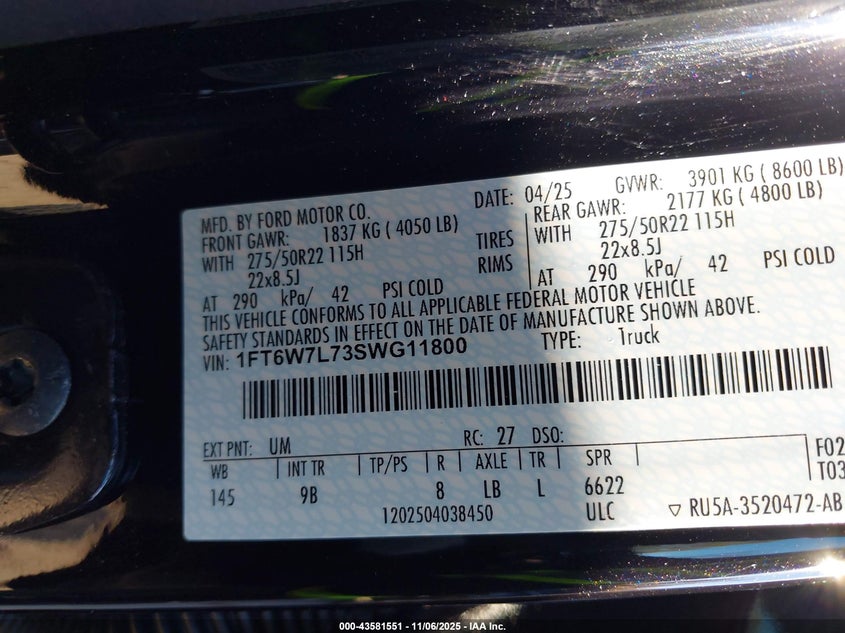 MFD. BY FORD MOTOR CO. DATE: 04/25 GVWR: 3901 KG ( 8600 LB)
FRONT GAWR: 1837 KG ( 4050 LB) REAR GAWR: 2177 KG ( 4800 LB)
WITH 275/50R22 115H TIRES WITH 275/50R22 115H
22x8.5J RIMS 22x8.5J
AT 290 kPa/ 42 PSI COLD AT 290 kPa/ 42 PSI COLD
THIS VEHICLE CONFORMS TO ALL APPLICABLE FEDERAL MOTOR VEHICLE
SAFETY STANDARDS IN EFFECT ON THE DATE OF MANUFACTURE SHOWN ABOVE.
VIN: 1FT6W7L73SWG11800 TYPE: Truck
EXT PNT: UM RC: 27 DSO:
WB INT TR TP/PS R AXLE TR SPR F02
145 9B 8 LB L 6622 T03
1202504038450 ULC ▽ RU5A-3520472-AB
000-43581551 - 11/06/2025 - IAA Inc.